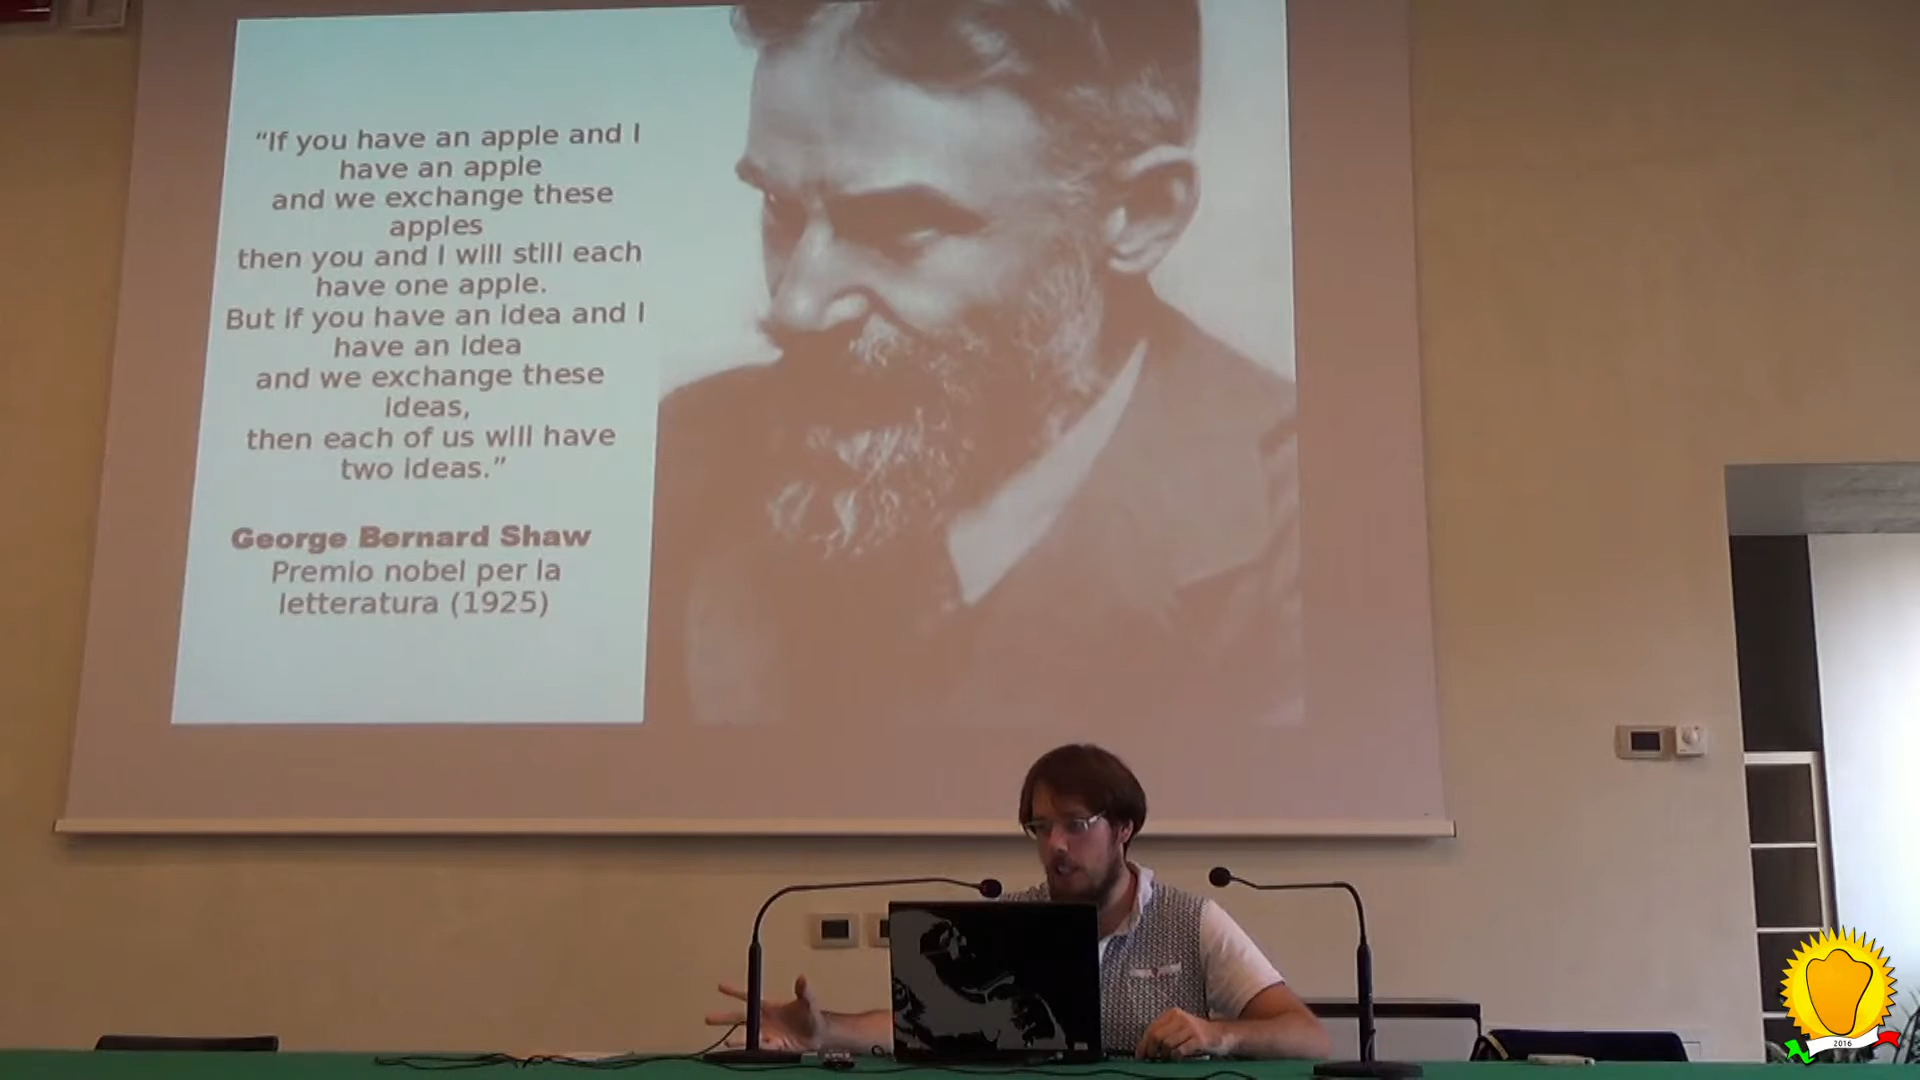 “If you have an apple and I
have an apple
and we exchange these
apples
then you and I will still each
have one apple.
But if you have an idea and I
have an idea
and we exchange these
ideas,
then each of us will have
two ideas.”
George Bernard Shaw
Premio nobel per la
letteratura (1925)
2016